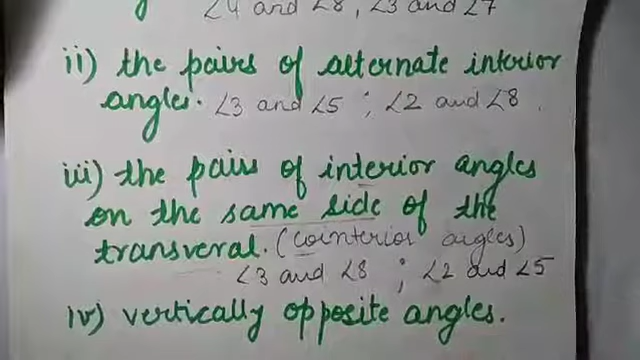 ∠4 and ∠8, ∠3 and ∠7
ii) the pairs of alternate interior
angles. ∠3 and ∠5 ; ∠2 and ∠8.
iii) the pairs of interior angles
on the same side of the
transveral. (cointerior angles)
∠3 and ∠8 ; ∠2 and ∠5
iv) vertically opposite angles.